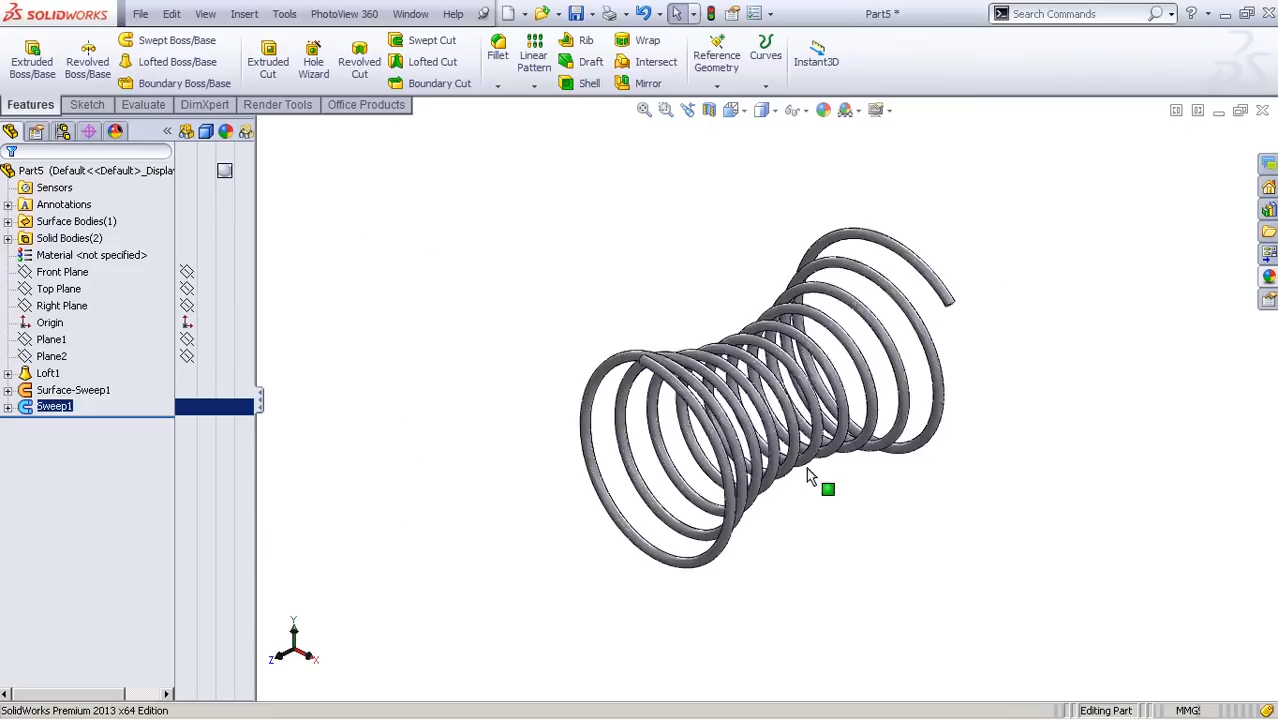 SOLIDWORKS File Edit View Insert Tools PhotoView 360 Window Help Part5 * Search Commands
Extruded Boss/Base
Revolved Boss/Base
Swept Boss/Base
Lofted Boss/Base
Boundary Boss/Base
Extruded Cut
Hole Wizard
Revolved Cut
Swept Cut
Lofted Cut
Boundary Cut
Fillet
Linear Pattern
Rib
Draft
Shell
Wrap
Intersect
Mirror
Reference Geometry
Curves
Instant3D
Features Sketch Evaluate DimXpert Render Tools Office Products
Part5 (Default<<Default>_Displa
Sensors
Annotations
Surface Bodies(1)
Solid Bodies(2)
Material <not specified>
Front Plane
Top Plane
Right Plane
Origin
Plane1
Plane2
Loft1
Surface-Sweep1
Sweep1
Y
Z X
SolidWorks Premium 2013 x64 Edition Editing Part MMGS